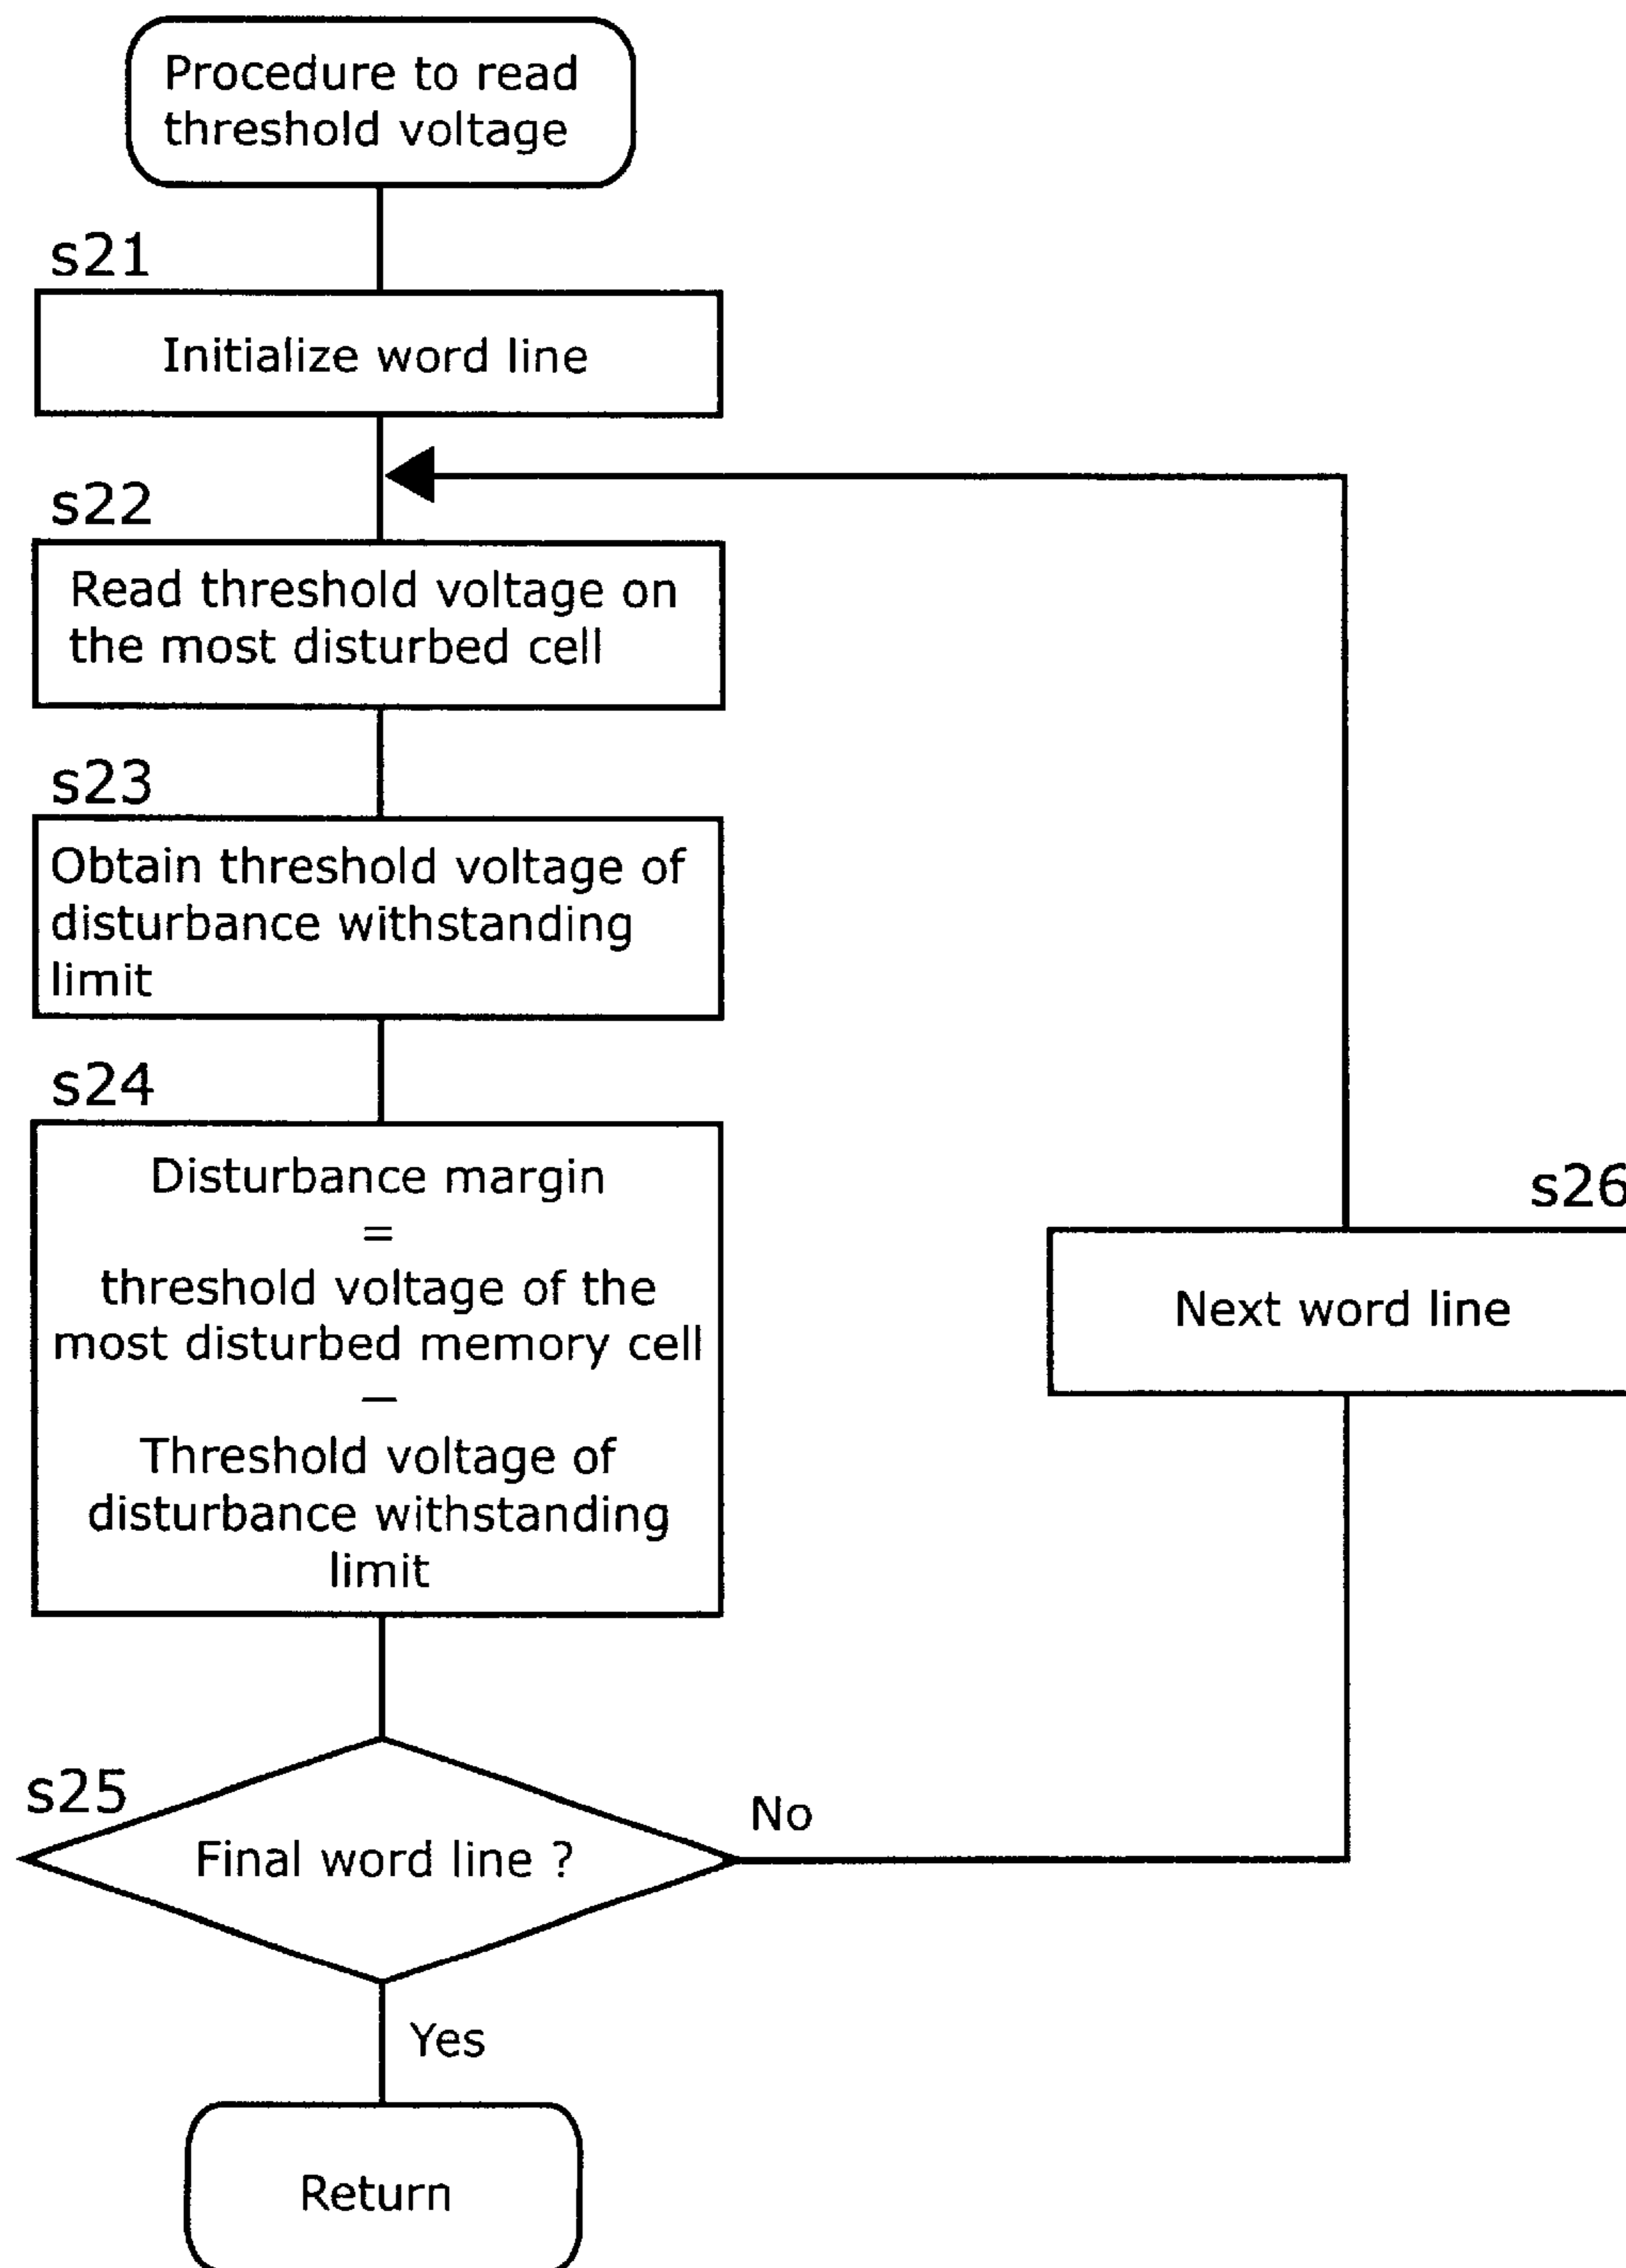 Procedure to read
threshold voltage
s21
Initialize word line
s22
Read threshold voltage on
the most disturbed cell
s23
Obtain threshold voltage of
disturbance withstanding
limit
s24
Disturbance margin
=
threshold voltage of the
most disturbed memory cell
—
Threshold voltage of
disturbance withstanding
limit
s26
Next word line
s25
Final word line ?
No
Yes
Return